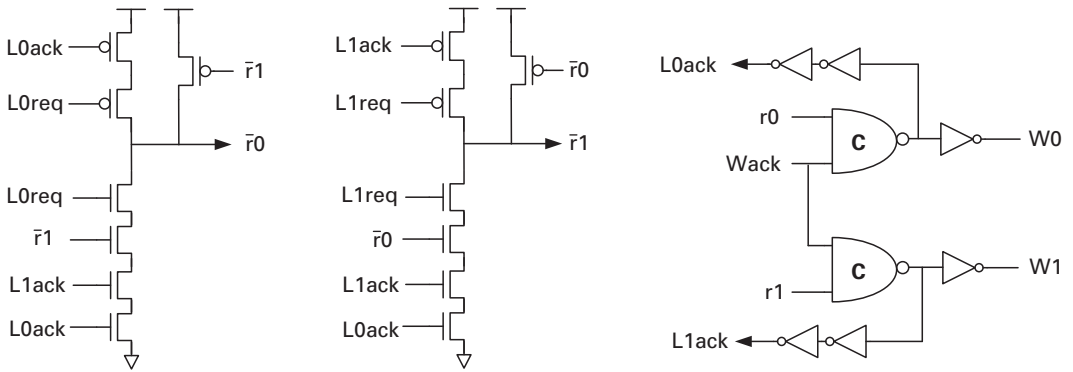 L0ack
L0req
r̅1
r̅0
L0req
r̅1
L1ack
L0ack
L1ack
L1req
r̅0
r̅1
L1req
r̅0
L1ack
L0ack
L0ack
r0
C
W0
Wack
C
W1
r1
L1ack